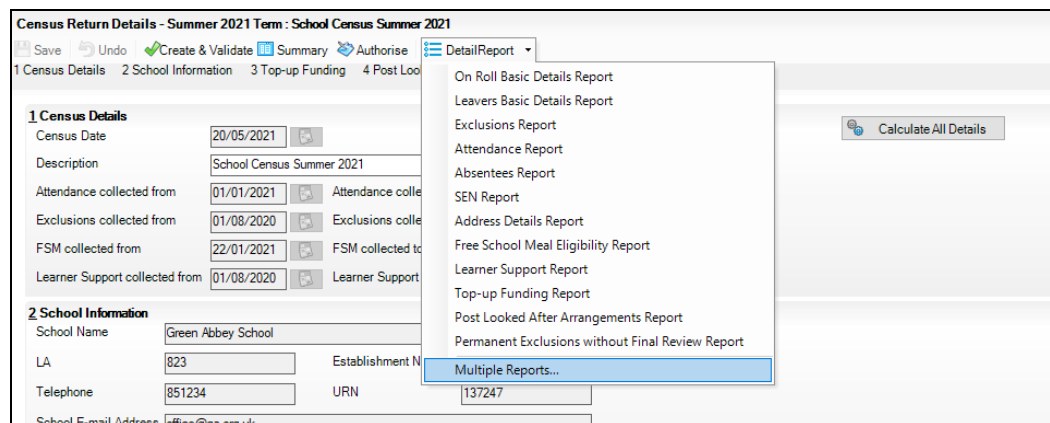 Census Return Details - Summer 2021 Term : School Census Summer 2021
Save Undo Create & Validate Summary Authorise DetailReport
1 Census Details 2 School Information 3 Top-up Funding 4 Post Loo
On Roll Basic Details Report
Leavers Basic Details Report
Exclusions Report
Attendance Report
Absentees Report
SEN Report
Address Details Report
Free School Meal Eligibility Report
Learner Support Report
Top-up Funding Report
Post Looked After Arrangements Report
Permanent Exclusions without Final Review Report
Multiple Reports...
1 Census Details
Census Date 20/05/2021
Calculate All Details
Description School Census Summer 2021
Attendance collected from 01/01/2021 Attendance colle
Exclusions collected from 01/08/2020 Exclusions colle
FSM collected from 22/01/2021 FSM collected to
Learner Support collected from 01/08/2020 Learner Support
2 School Information
School Name Green Abbey School
LA 823 Establishment N
Telephone 851234 URN 137247
School E-mail Address